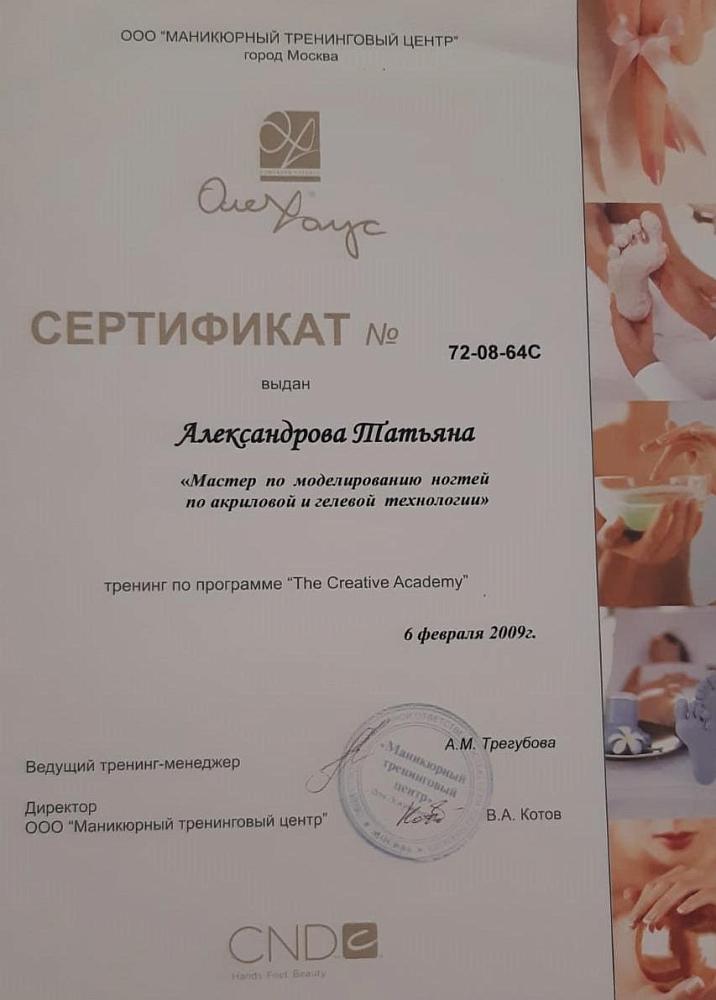 ООО "МАНИКЮРНЫЙ ТРЕНИНГОВЫЙ ЦЕНТР"
город Москва
ОлеХаус
СЕРТИФИКАТ № 72-08-64С
выдан
Александрова Татьяна
«Мастер по моделированию ногтей
по акриловой и гелевой технологии»
тренинг по программе "The Creative Academy"
6 февраля 2009г.
Ведущий тренинг-менеджер
А.М. Трегубова
Маникюрный
тренинговый
центр
МОСКВА
Директор
ООО "Маникюрный тренинговый центр"
В.А. Котов
CND
Hands Feet Beauty